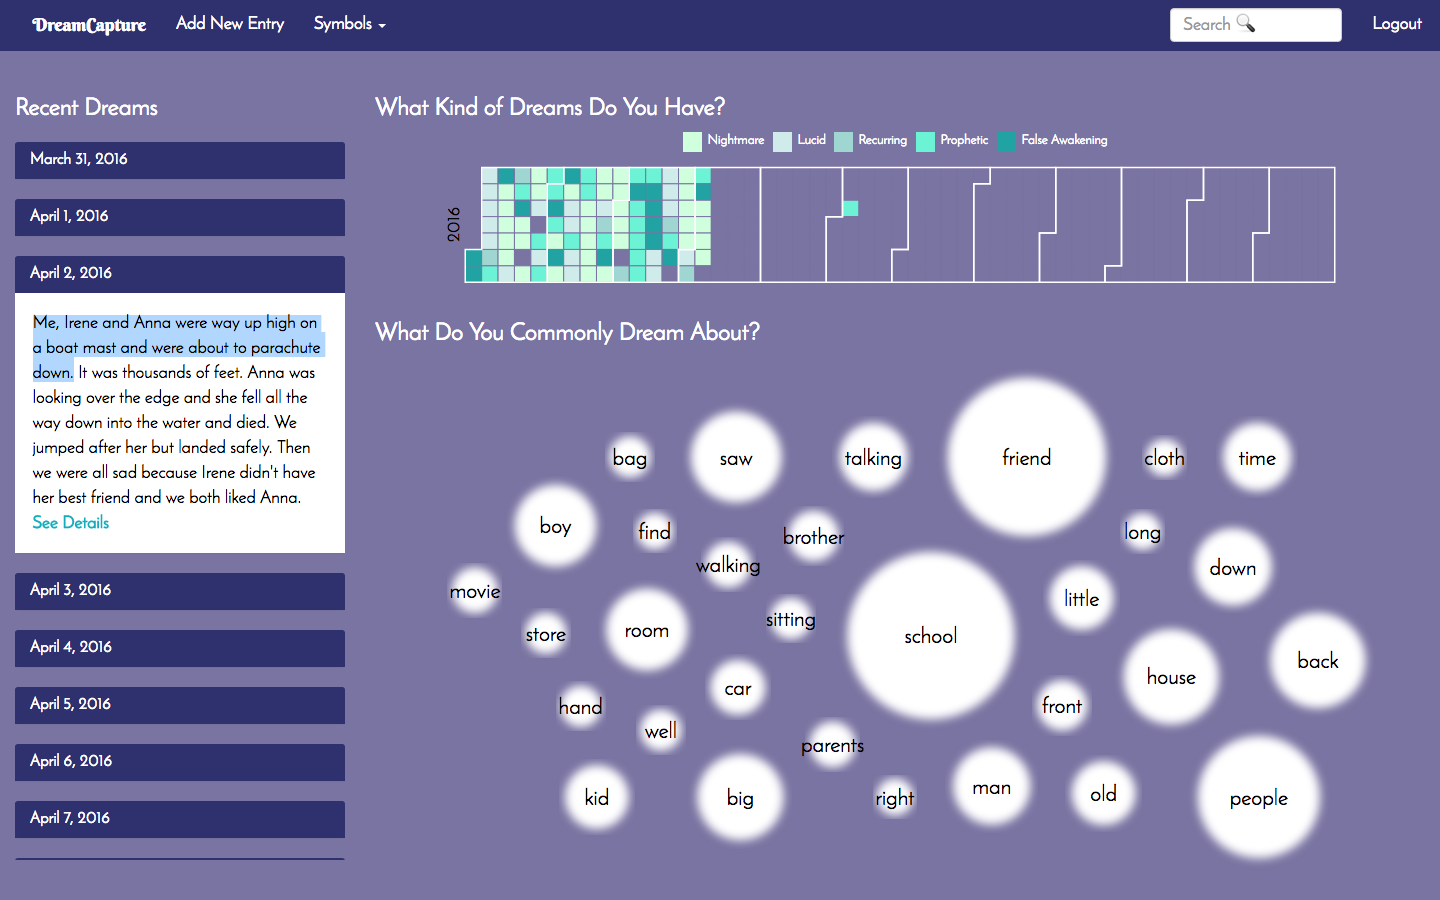 DreamCapture
Add New Entry
Symbols
Search
Logout
Recent Dreams
March 31, 2016
April 1, 2016
April 2, 2016
Me, Irene and Anna were way up high on
a boat mast and were about to parachute
down. It was thousands of feet. Anna was
looking over the edge and she fell all the
way down into the water and died. We
jumped after her but landed safely. Then
we were all sad because Irene didn't have
her best friend and we both liked Anna.
See Details
April 3, 2016
April 4, 2016
April 5, 2016
April 6, 2016
April 7, 2016
What Kind of Dreams Do You Have?
Nightmare
Lucid
Recurring
Prophetic
False Awakening
2016
What Do You Commonly Dream About?
bag
saw
talking
friend
cloth
time
boy
find
brother
long
walking
down
movie
little
store
room
sitting
school
back
car
house
hand
well
front
parents
kid
big
right
man
old
people